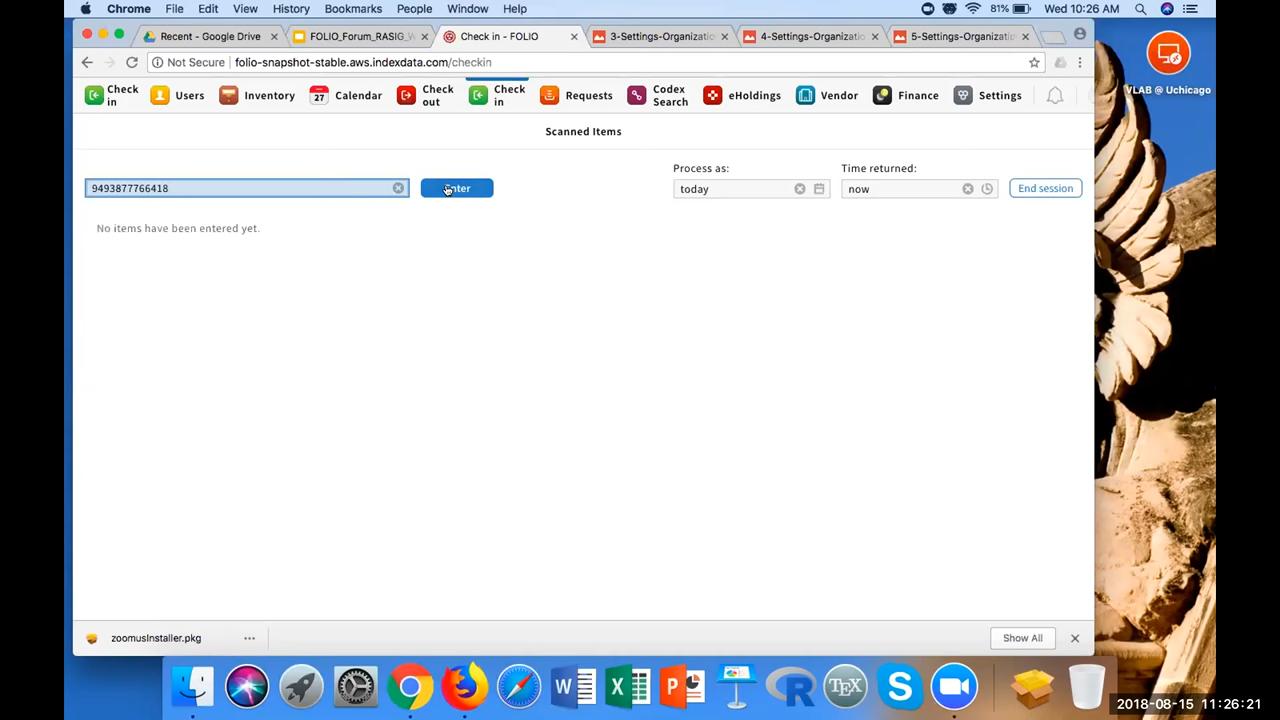 Chrome File Edit View History Bookmarks People Window Help 81% Wed 10:26 AM
Recent - Google Drive FOLIO_Forum_RASIG_ Check in - FOLIO 3-Settings-Organizatio 4-Settings-Organizatio 5-Settings-Organizatio
Not Secure folio-snapshot-stable.aws.indexdata.com/checkin
Check in Users Inventory 27 Calendar Check out Check in Requests Codex Search eHoldings Vendor Finance Settings
VLAB @ Uchicago
Scanned Items
Process as: Time returned:
9493877766418 Enter today now End session
No items have been entered yet.
zoomusInstaller.pkg Show All
W X P R TEX S
2018-08-15 11:26:21